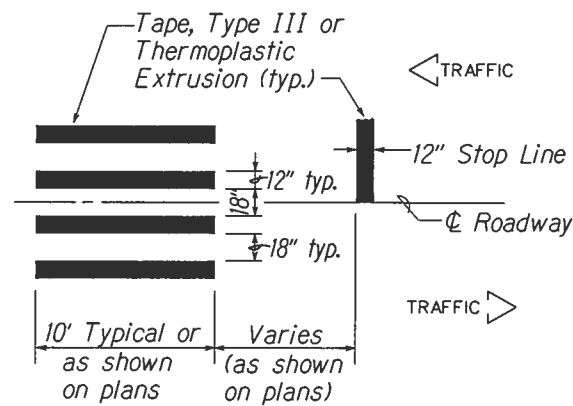 Tape, Type III or
Thermoplastic
Extrusion (typ.)
TRAFFIC
12" Stop Line
12" typ.
18"
℄ Roadway
18" typ.
TRAFFIC
10' Typical or
as shown
on plans
Varies
(as shown
on plans)